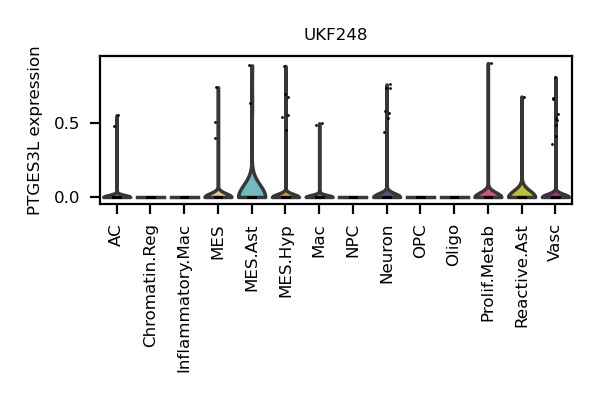 UKF248
PTGES3L expression
0.5
0.0
AC
Chromatin.Reg
Inflammatory.Mac
MES
MES.Ast
MES.Hyp
Mac
NPC
Neuron
OPC
Oligo
Prolif.Metab
Reactive.Ast
Vasc